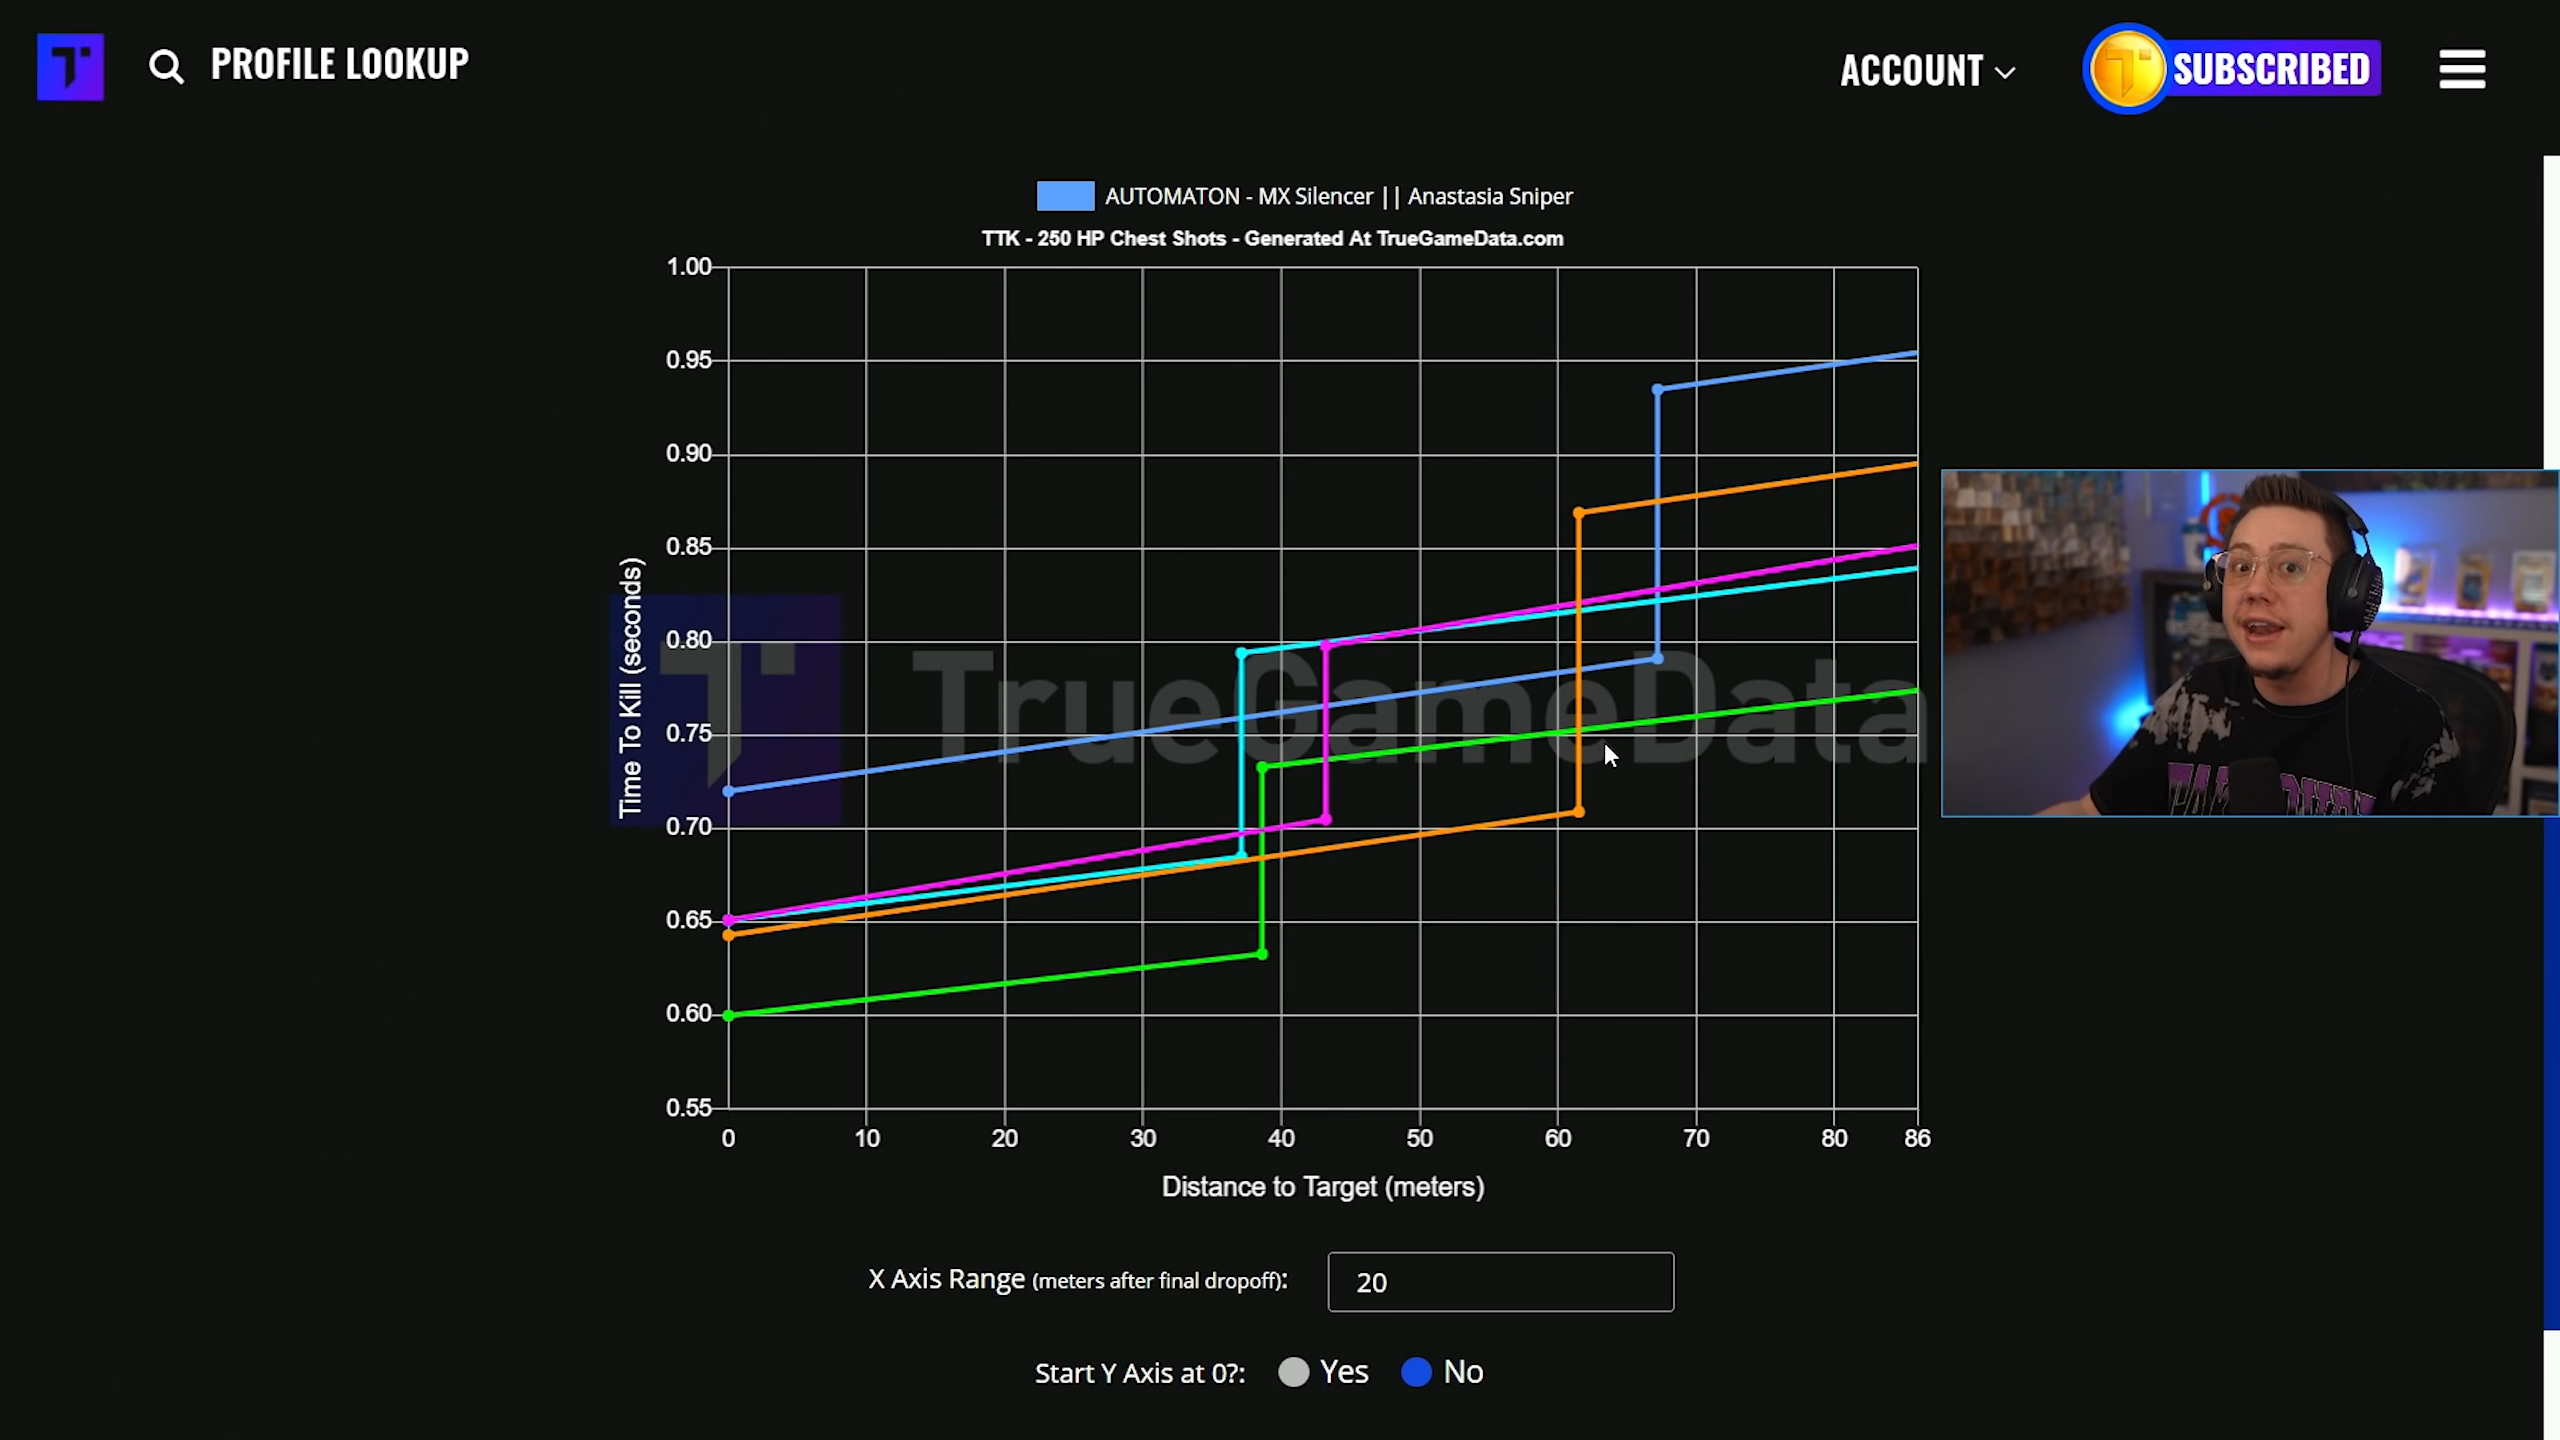 PROFILE LOOKUP
ACCOUNT
SUBSCRIBED
AUTOMATON - MX Silencer || Anastasia Sniper
TTK - 250 HP Chest Shots - Generated At TrueGameData.com
1.00
0.95
0.90
0.85
0.80
0.75
0.70
0.65
0.60
0.55
Time To Kill (seconds)
TrueGameData
0 10 20 30 40 50 60 70 80 86
Distance to Target (meters)
X Axis Range (meters after final dropoff): 20
Start Y Axis at 0?: Yes No